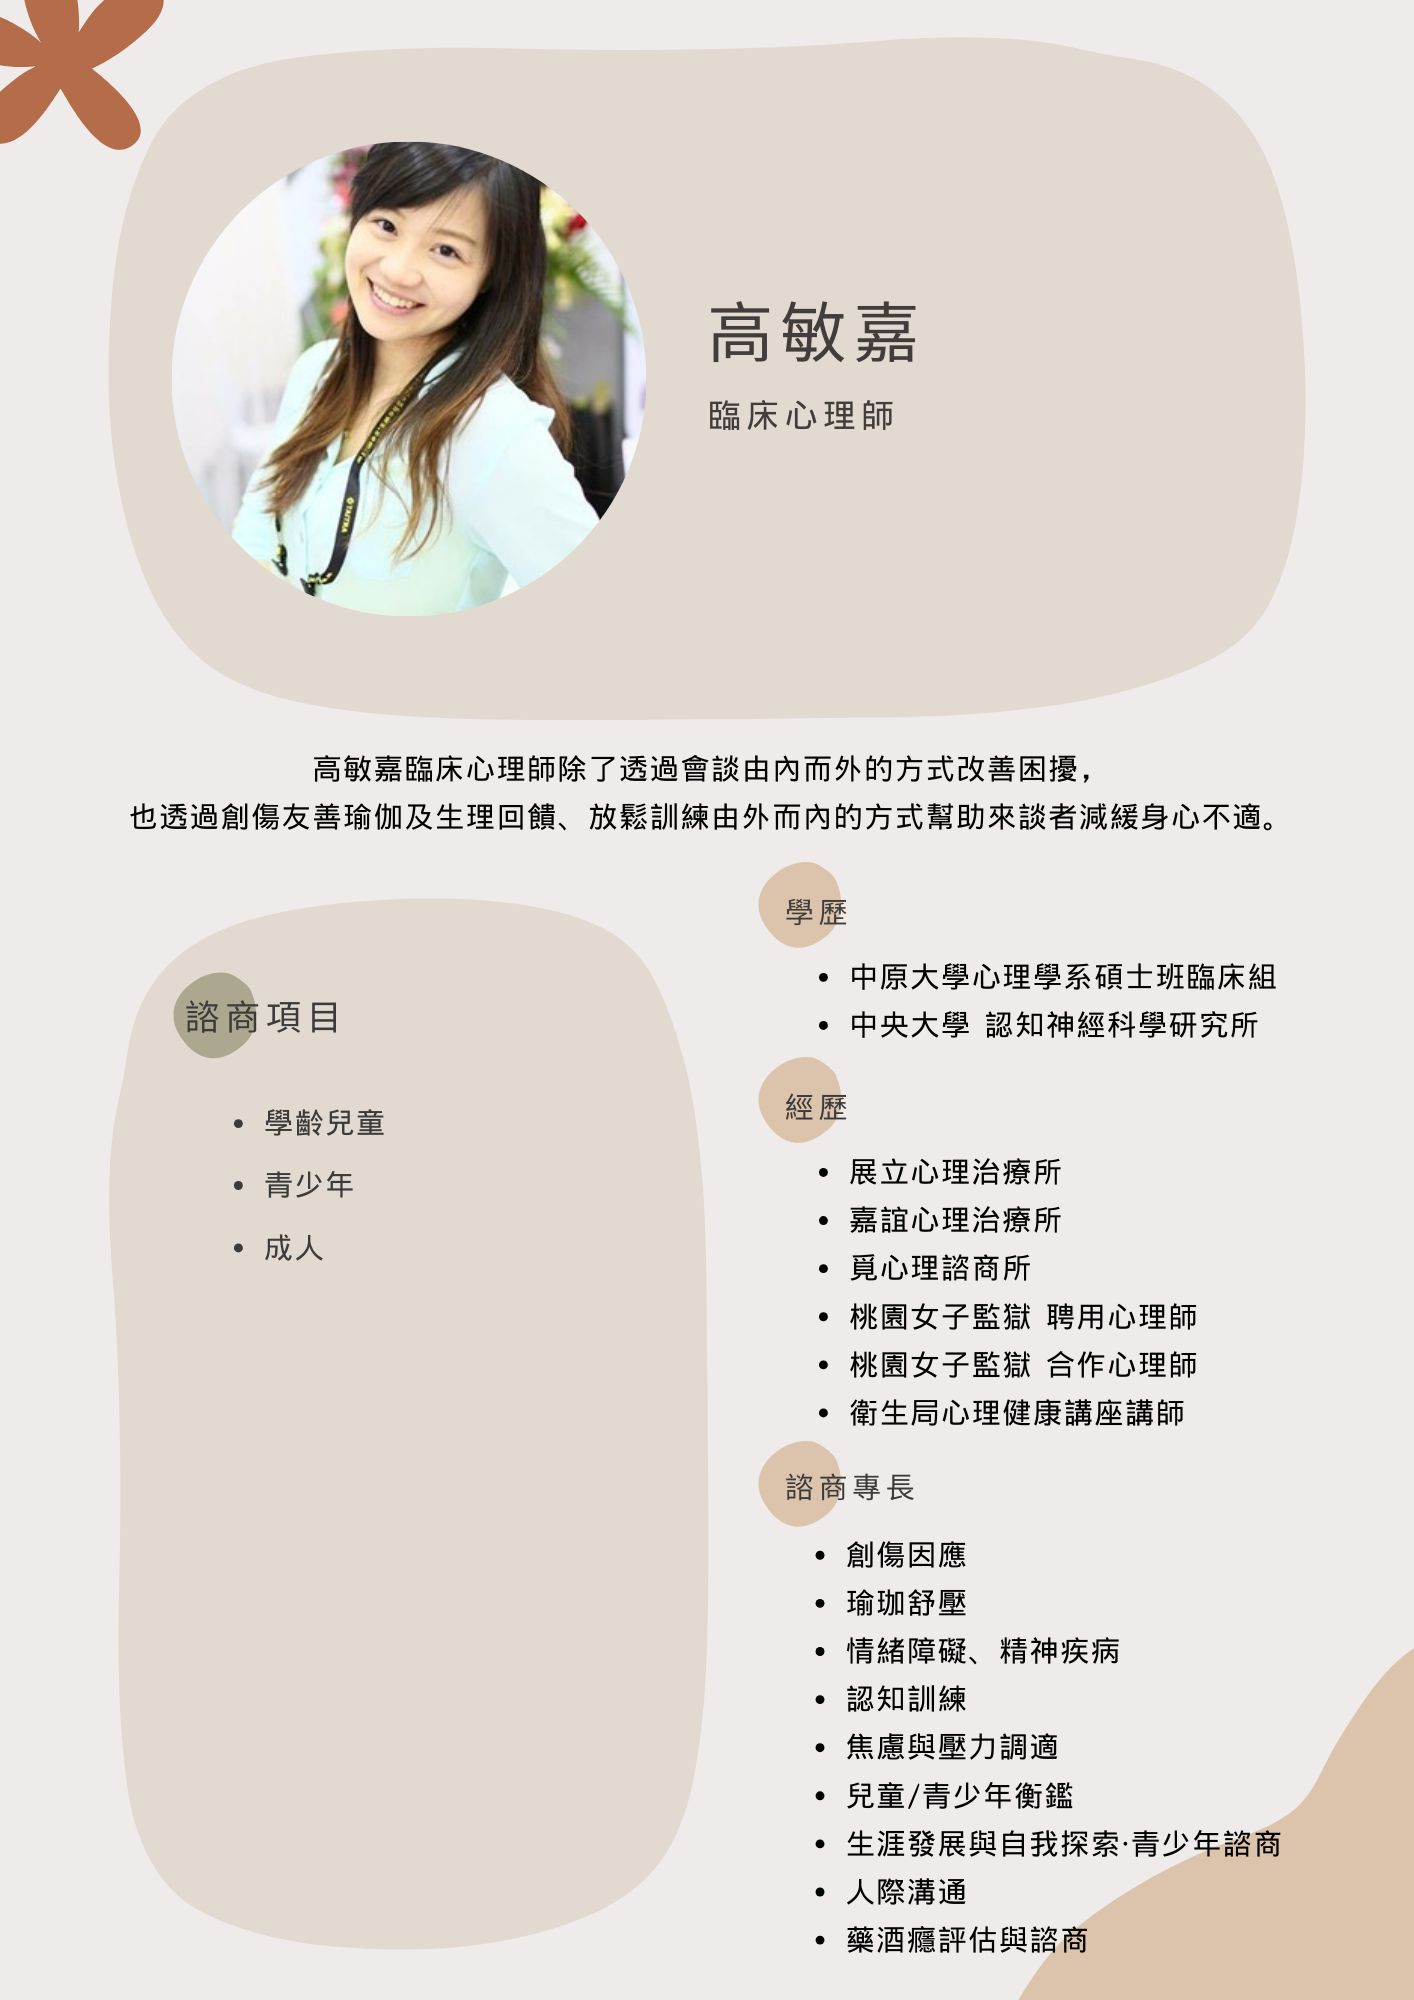 高敏嘉
臨床心理師
高敏嘉臨床心理師除了透過會談由內而外的方式改善困擾，
也透過創傷友善瑜伽及生理回饋、放鬆訓練由外而內的方式幫助來談者減緩身心不適。
諮商項目
• 學齡兒童
• 青少年
• 成人
學歷
• 中原大學心理學系碩士班臨床組
• 中央大學 認知神經科學研究所
經歷
• 展立心理治療所
• 嘉誼心理治療所
• 覓心理諮商所
• 桃園女子監獄 聘用心理師
• 桃園女子監獄 合作心理師
• 衛生局心理健康講座講師
諮商專長
• 創傷因應
• 瑜珈舒壓
• 情緒障礙、精神疾病
• 認知訓練
• 焦慮與壓力調適
• 兒童/青少年衡鑑
• 生涯發展與自我探索·青少年諮商
• 人際溝通
• 藥酒癮評估與諮商